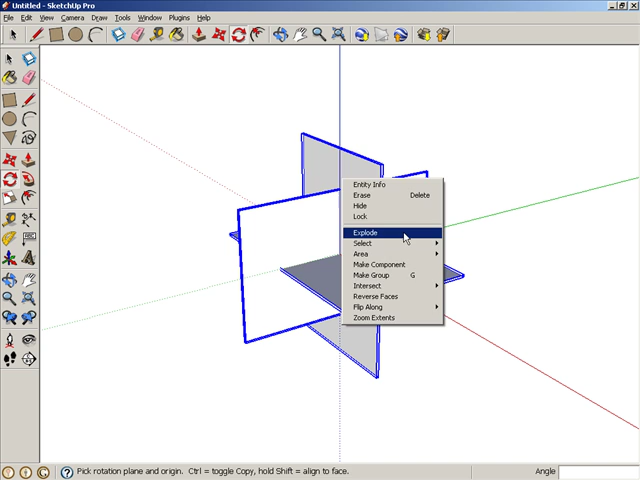 Untitled - SketchUp Pro
File Edit View Camera Draw Tools Window Plugins Help
Entity Info
Erase Delete
Hide
Lock
Explode
Select
Area
Make Component
Make Group G
Intersect
Reverse Faces
Flip Along
Zoom Extents
Pick rotation plane and origin. Ctrl = toggle Copy, hold Shift = align to face. Angle